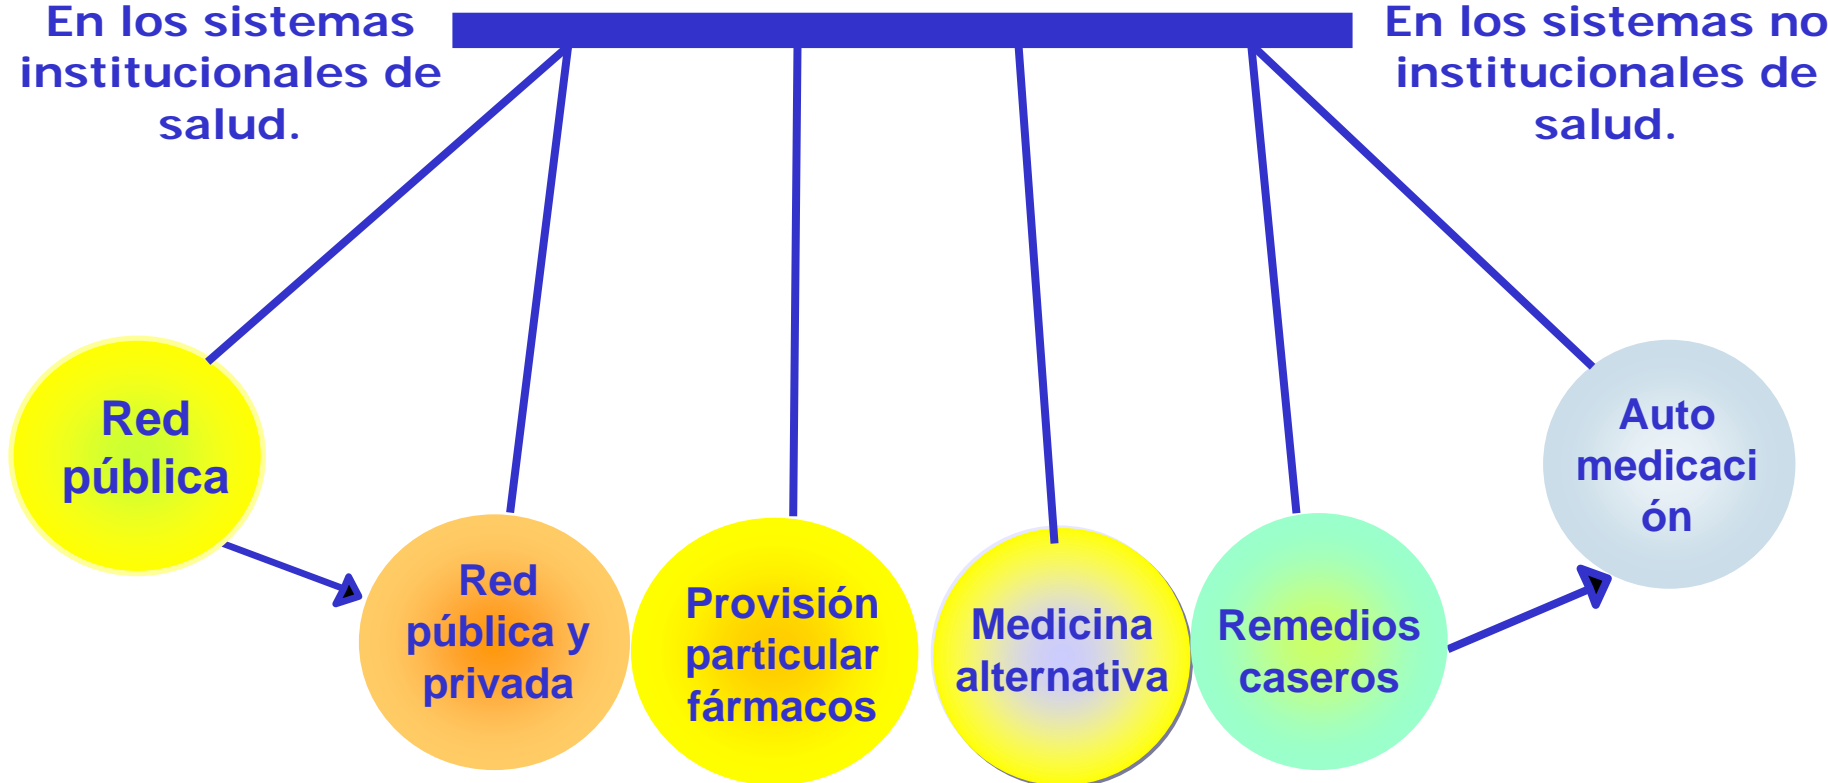 En los sistemas
institucionales de
salud.
En los sistemas no
institucionales de
salud.
Red
pública
Red
pública y
privada
Provisión
particular
fármacos
Medicina
alternativa
Remedios
caseros
Auto
medicaci
ón